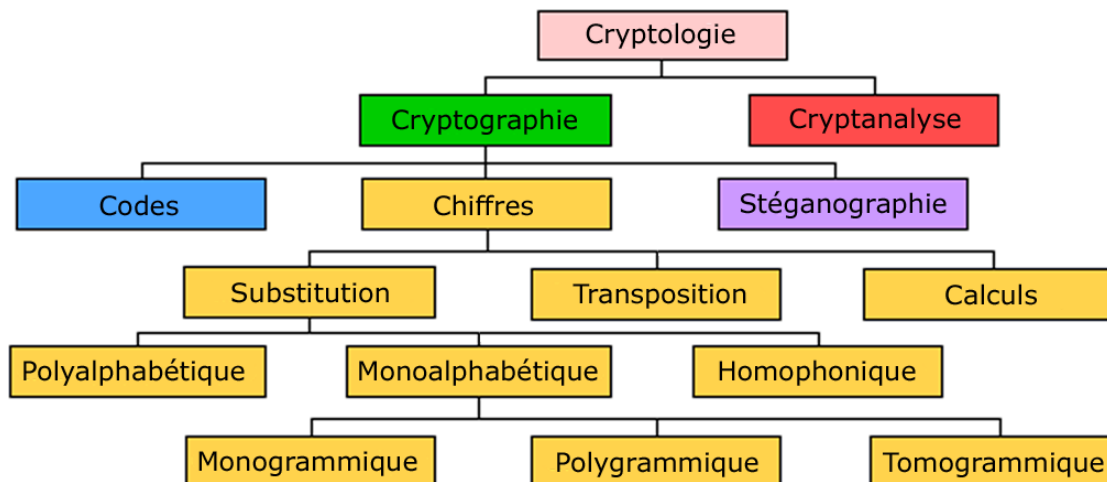 Cryptologie
Cryptographie
Cryptanalyse
Codes
Chiffres
Stéganographie
Substitution
Transposition
Calculs
Polyalphabétique
Monoalphabétique
Homophonique
Monogrammique
Polygrammique
Tomogrammique